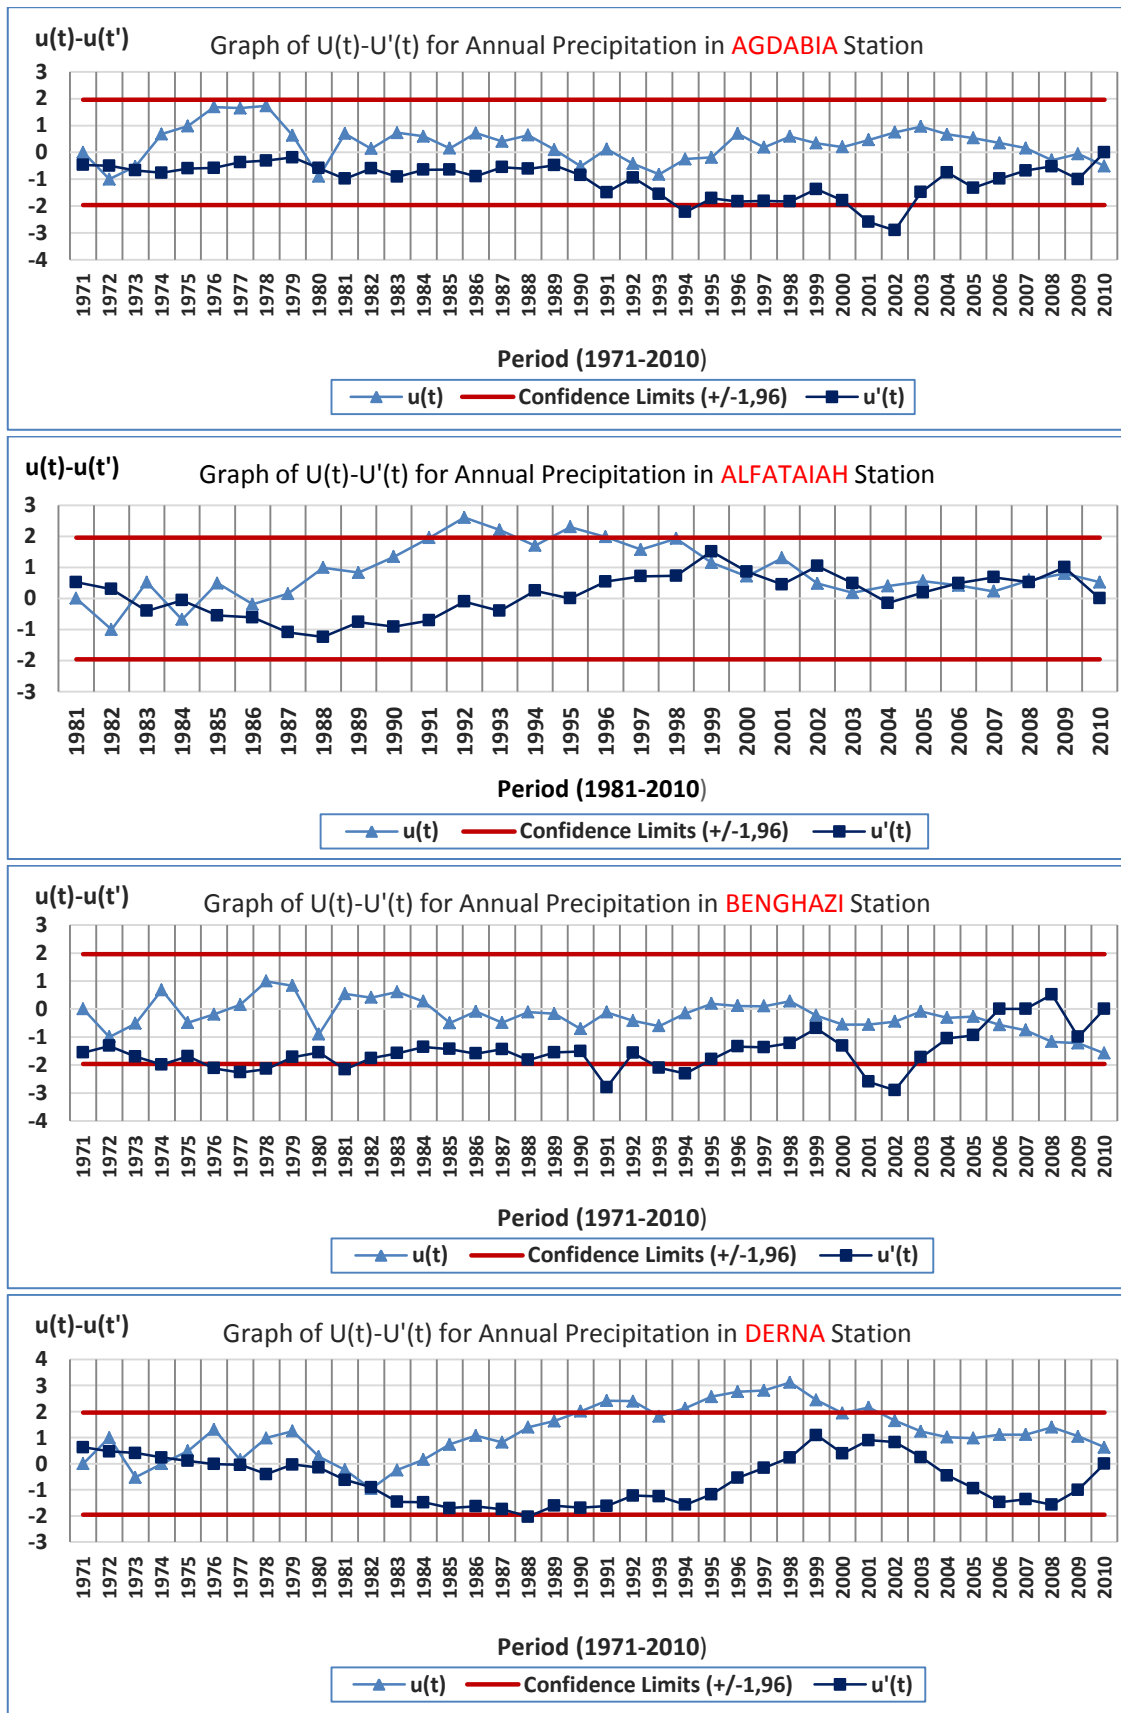 u(t)-u(t')
Graph of U(t)-U'(t) for Annual Precipitation in AGDABIA Station
3
2
1
0
-1
-2
-3
-4
1971 1972 1973 1974 1975 1976 1977 1978 1979 1980 1981 1982 1983 1984 1985 1986 1987 1988 1989 1990 1991 1992 1993 1994 1995 1996 1997 1998 1999 2000 2001 2002 2003 2004 2005 2006 2007 2008 2009 2010
Period (1971-2010)
u(t) Confidence Limits (+/-1,96) u'(t)
u(t)-u(t')
Graph of U(t)-U'(t) for Annual Precipitation in ALFATAIAH Station
3
2
1
0
-1
-2
-3
1981 1982 1983 1984 1985 1986 1987 1988 1989 1990 1991 1992 1993 1994 1995 1996 1997 1998 1999 2000 2001 2002 2003 2004 2005 2006 2007 2008 2009 2010
Period (1981-2010)
u(t) Confidence Limits (+/-1,96) u'(t)
u(t)-u(t')
Graph of U(t)-U'(t) for Annual Precipitation in BENGHAZI Station
3
2
1
0
-1
-2
-3
-4
1971 1972 1973 1974 1975 1976 1977 1978 1979 1980 1981 1982 1983 1984 1985 1986 1987 1988 1989 1990 1991 1992 1993 1994 1995 1996 1997 1998 1999 2000 2001 2002 2003 2004 2005 2006 2007 2008 2009 2010
Period (1971-2010)
u(t) Confidence Limits (+/-1,96) u'(t)
u(t)-u(t')
Graph of U(t)-U'(t) for Annual Precipitation in DERNA Station
4
3
2
1
0
-1
-2
-3
1971 1972 1973 1974 1975 1976 1977 1978 1979 1980 1981 1982 1983 1984 1985 1986 1987 1988 1989 1990 1991 1992 1993 1994 1995 1996 1997 1998 1999 2000 2001 2002 2003 2004 2005 2006 2007 2008 2009 2010
Period (1971-2010)
u(t) Confidence Limits (+/-1,96) u'(t)